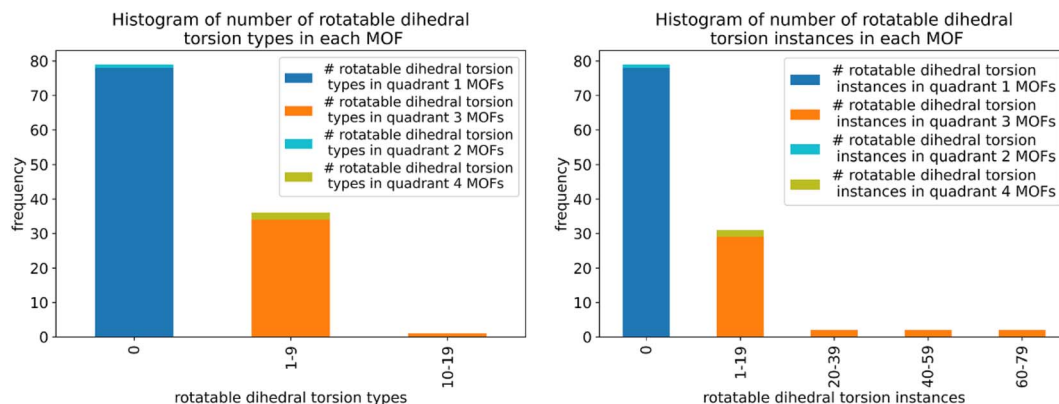 Histogram of number of rotatable dihedral
torsion types in each MOF
80
70
60
50
40
30
20
10
0
frequency
# rotatable dihedral torsion
types in quadrant 1 MOFs
# rotatable dihedral torsion
types in quadrant 3 MOFs
# rotatable dihedral torsion
types in quadrant 2 MOFs
# rotatable dihedral torsion
types in quadrant 4 MOFs
0
1-9
10-19
rotatable dihedral torsion types
Histogram of number of rotatable dihedral
torsion instances in each MOF
80
70
60
50
40
30
20
10
0
frequency
# rotatable dihedral torsion
instances in quadrant 1 MOFs
# rotatable dihedral torsion
instances in quadrant 3 MOFs
# rotatable dihedral torsion
instances in quadrant 2 MOFs
# rotatable dihedral torsion
instances in quadrant 4 MOFs
0
1-19
20-39
40-59
60-79
rotatable dihedral torsion instances